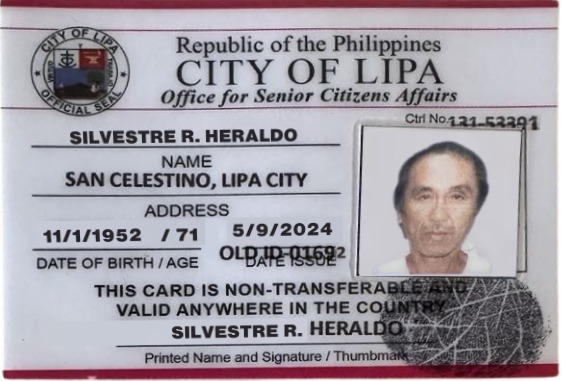 CITY OF LIPA
OFFICIAL SEAL
Republic of the Philippines
CITY OF LIPA
Office for Senior Citizens Affairs
Ctrl No. 131-53391
SILVESTRE R. HERALDO
NAME
SAN CELESTINO, LIPA CITY
ADDRESS
11/1/1952 / 71 5/9/2024
OLD ID-01692
DATE OF BIRTH / AGE DATE ISSUE
THIS CARD IS NON-TRANSFERABLE AND
VALID ANYWHERE IN THE COUNTRY
SILVESTRE R. HERALDO
Printed Name and Signature / Thumbmark